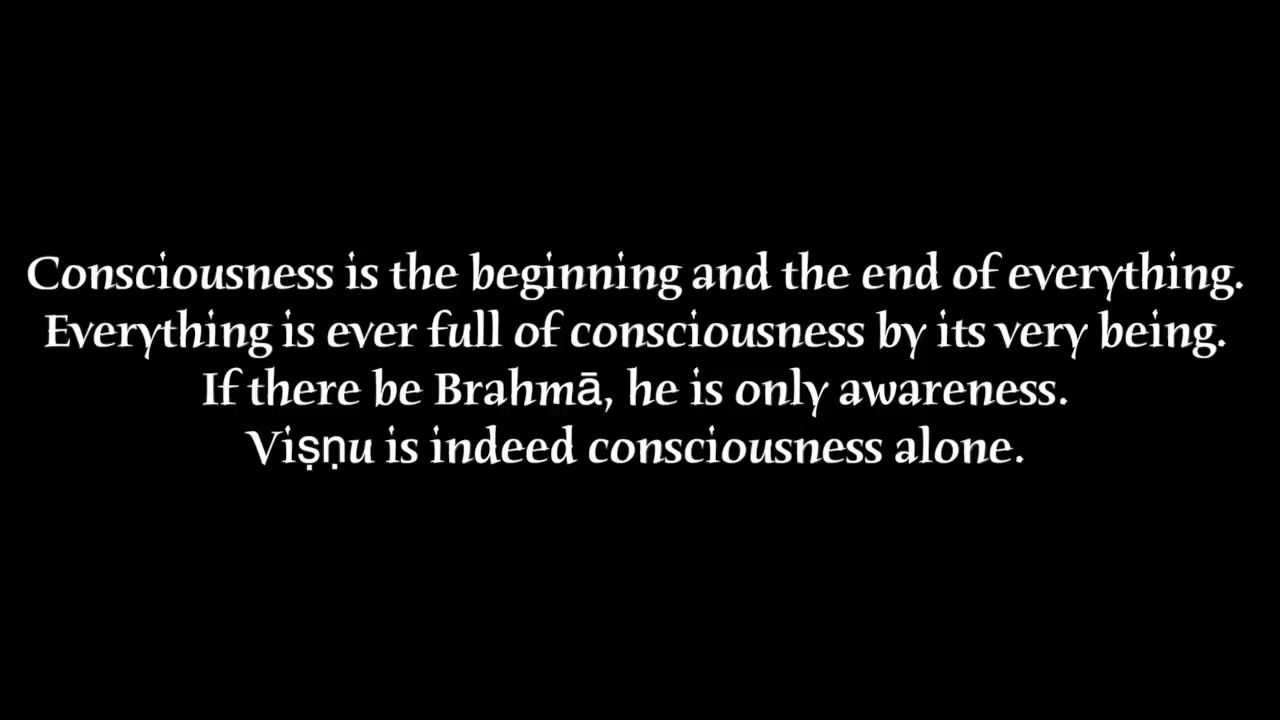 Consciousness is the beginning and the end of everything.
Everything is ever full of consciousness by its very being.
If there be Brahmā, he is only awareness.
Viṣṇu is indeed consciousness alone.